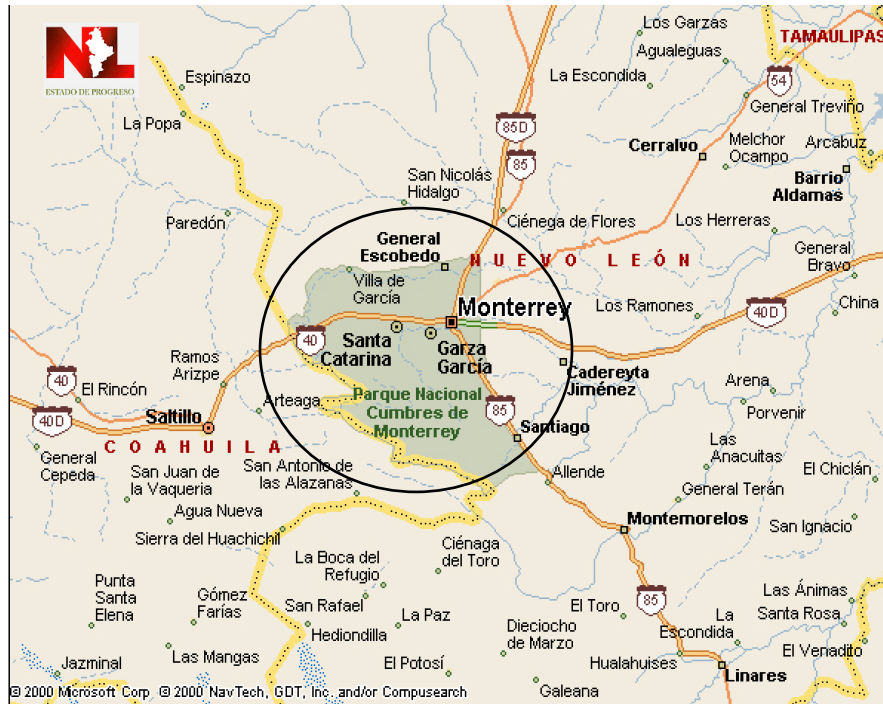 NL
ESTADO DE PROGRESO
Espinazo
La Popa
Paredón
San Nicolás
Hidalgo
85D
85
Ciénega de Flores
Los Garzás
Agualeguas
La Escondida
TAMAULIPAS
54
General Treviño
Cerralvo
Melchor
Ocampo
Arcabuz
Barrio
Aldamas
Los Herreras
General
Bravo
China
NUEVO LEÓN
General
Escobedo
Villa de
García
Monterrey
Los Ramones
40D
40
Santa
Catarina
Garza
García
Cadereyta
Jiménez
Ramos
Arizpe
40
El Rincón
Arteaga
Saltillo
40D
COAHUILA
General
Cepeda
Parque Nacional
Cumbres de
Monterrey
85
Santiago
Arena
Porvenir
Las
Anacuitas
El Chiclán
Allende
General Terán
San Juan de
la Vaqueria
San Antonio de
las Alazanas
Agua Nueva
Sierra del Huachichil
Montemorelos
San Ignacio
La Boca del
Refugio
Ciénaga
del Toro
Punta
Santa
Elena
Gómez
Farías
San Rafael
Hediondilla
La Paz
Dieciocho
de Marzo
El Toro
85
La
Escondida
Las Ánimas
Santa Rosa
El Venadito
Jazminal
Las Mangas
El Potosí
Hualahuises
Galeana
Linares
© 2000 Microsoft Corp © 2000 NavTech, GDT, Inc. and/or Compusearch